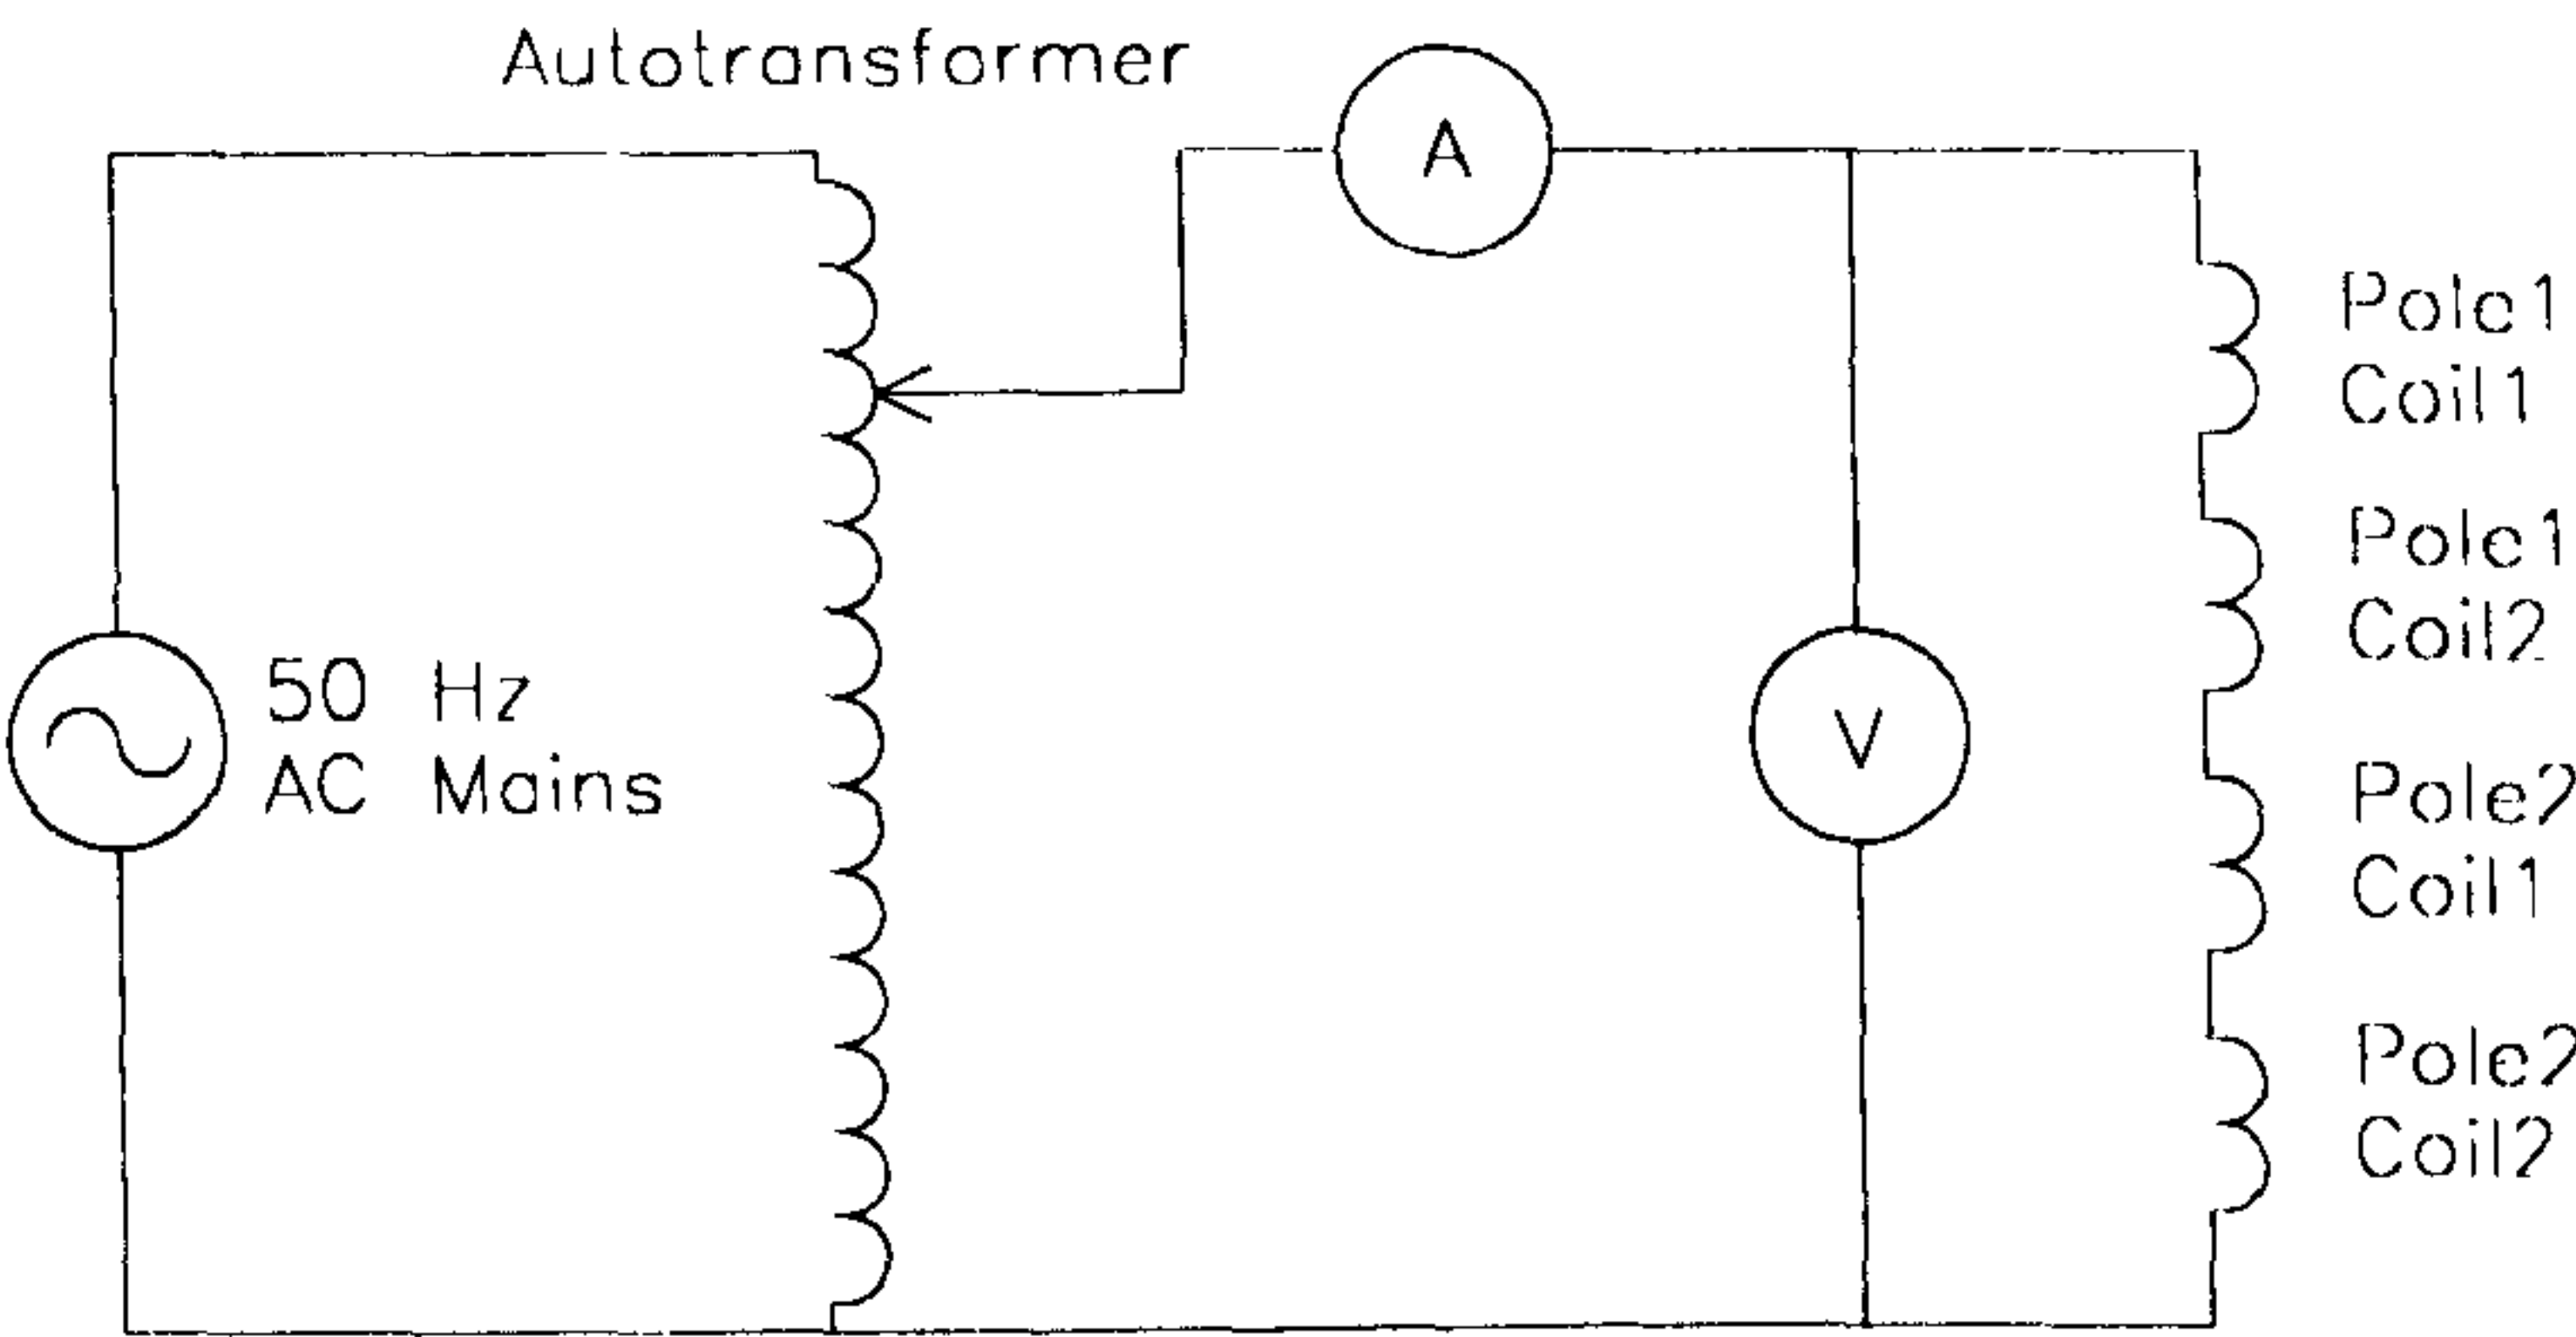 Autotransformer
A
Pole1
Coil1
Pole1
Coil2
50 Hz
AC Mains
V
Pole2
Coil1
Pole2
Coil2